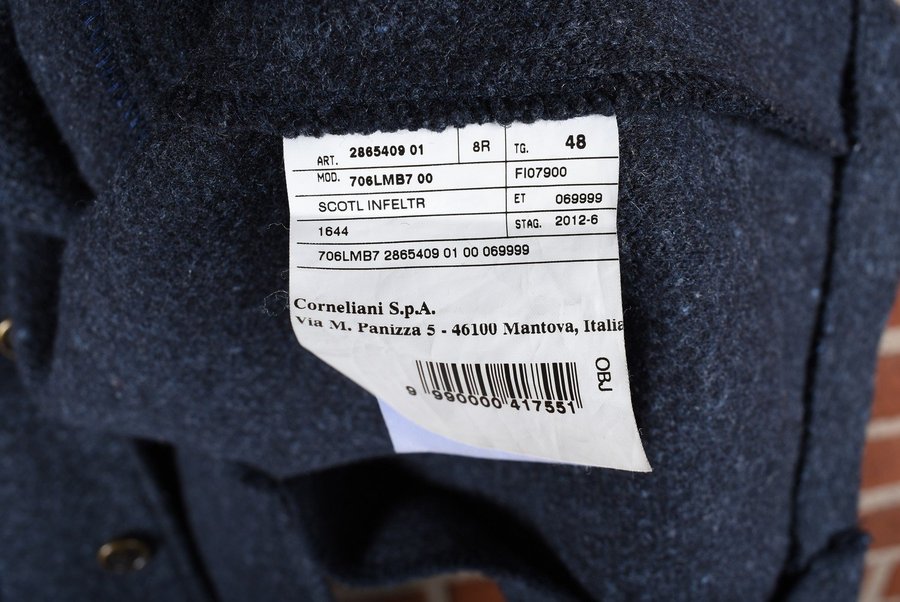 ART. 2865409 01 8R TG. 48
MOD. 706LMB7 00 FI07900
SCOTL INFELTR ET 069999
1644 STAG. 2012-6
706LMB7 2865409 01 00 069999
Corneliani S.p.A.
Via M. Panizza 5 - 46100 Mantova, Italia
OBJ
9 990000 417551